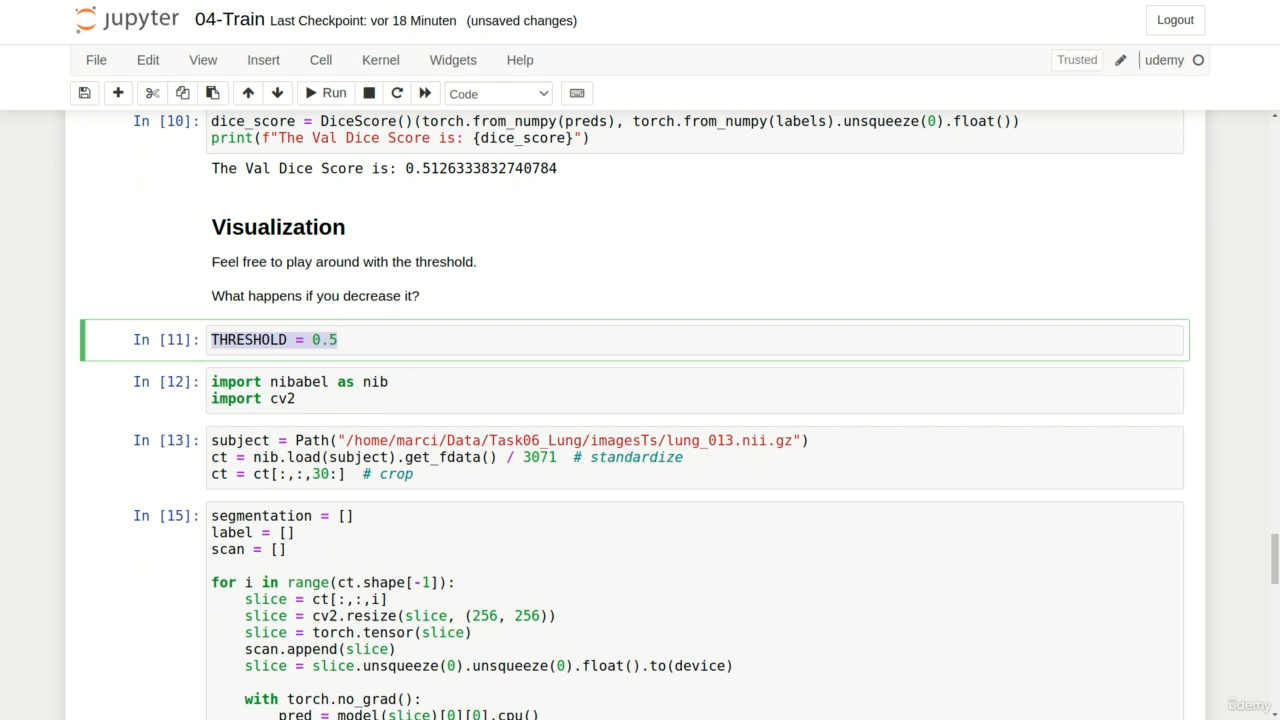 jupyter 04-Train Last Checkpoint: vor 18 Minuten (unsaved changes) Logout
File Edit View Insert Cell Kernel Widgets Help Trusted udemy
Run Code
In [10]: dice_score = DiceScore()(torch.from_numpy(preds), torch.from_numpy(labels).unsqueeze(0).float())
print(f"The Val Dice Score is: {dice_score}")
The Val Dice Score is: 0.5126333832740784
Visualization
Feel free to play around with the threshold.
What happens if you decrease it?
In [11]: THRESHOLD = 0.5
In [12]: import nibabel as nib
import cv2
In [13]: subject = Path("/home/marci/Data/Task06_Lung/imagesTs/lung_013.nii.gz")
ct = nib.load(subject).get_fdata() / 3071  # standardize
ct = ct[:,:,30:]  # crop
In [15]: segmentation = []
label = []
scan = []
for i in range(ct.shape[-1]):
    slice = ct[:,:,i]
    slice = cv2.resize(slice, (256, 256))
    slice = torch.tensor(slice)
    scan.append(slice)
    slice = slice.unsqueeze(0).unsqueeze(0).float().to(device)
    with torch.no_grad():
        pred = model(slice)[0][0].cpu()
udemy